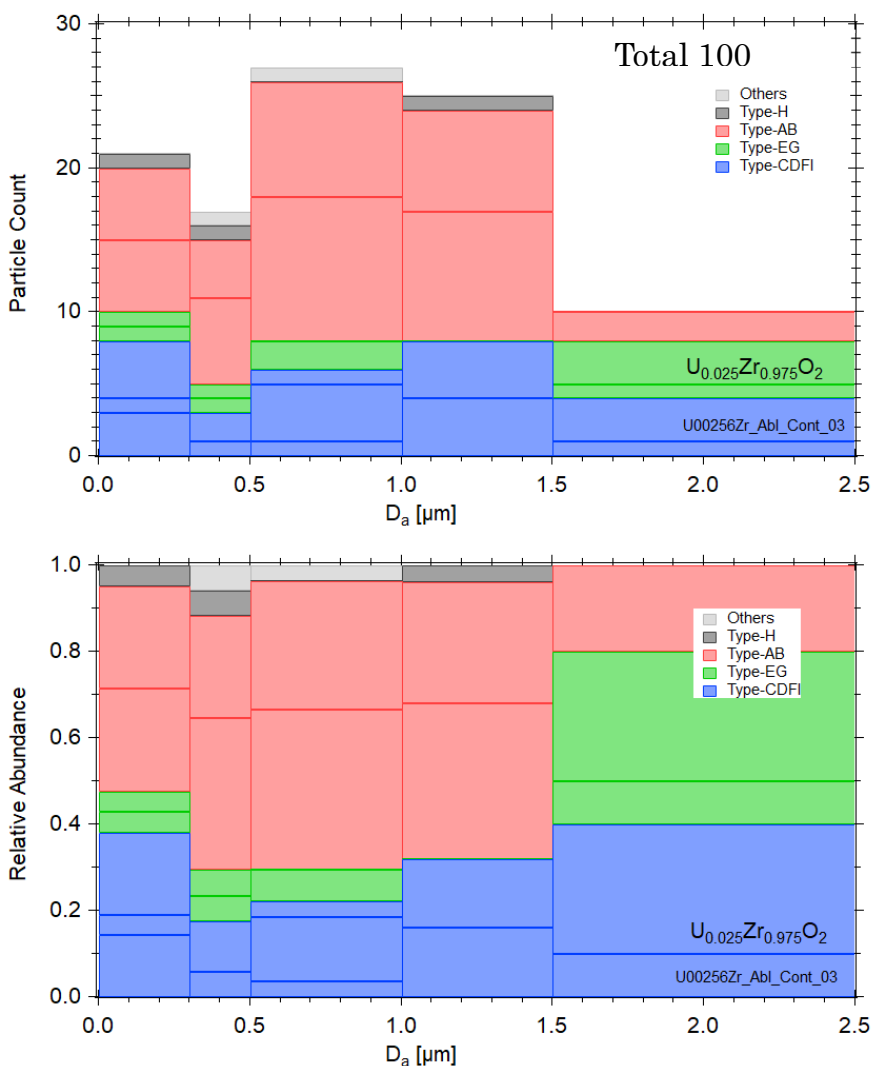 30
Total 100
Others
Type-H
Type-AB
Type-EG
Type-CDFI
20
10
0
Particle Count
U0.025Zr0.975O2
U00256Zr_Abl_Cont_03
0.0 0.5 1.0 1.5 2.0 2.5
Da [µm]
1.0
0.8
0.6
0.4
0.2
0.0
Relative Abundance
Others
Type-H
Type-AB
Type-EG
Type-CDFI
U0.025Zr0.975O2
U00256Zr_Abl_Cont_03
0.0 0.5 1.0 1.5 2.0 2.5
Da [µm]